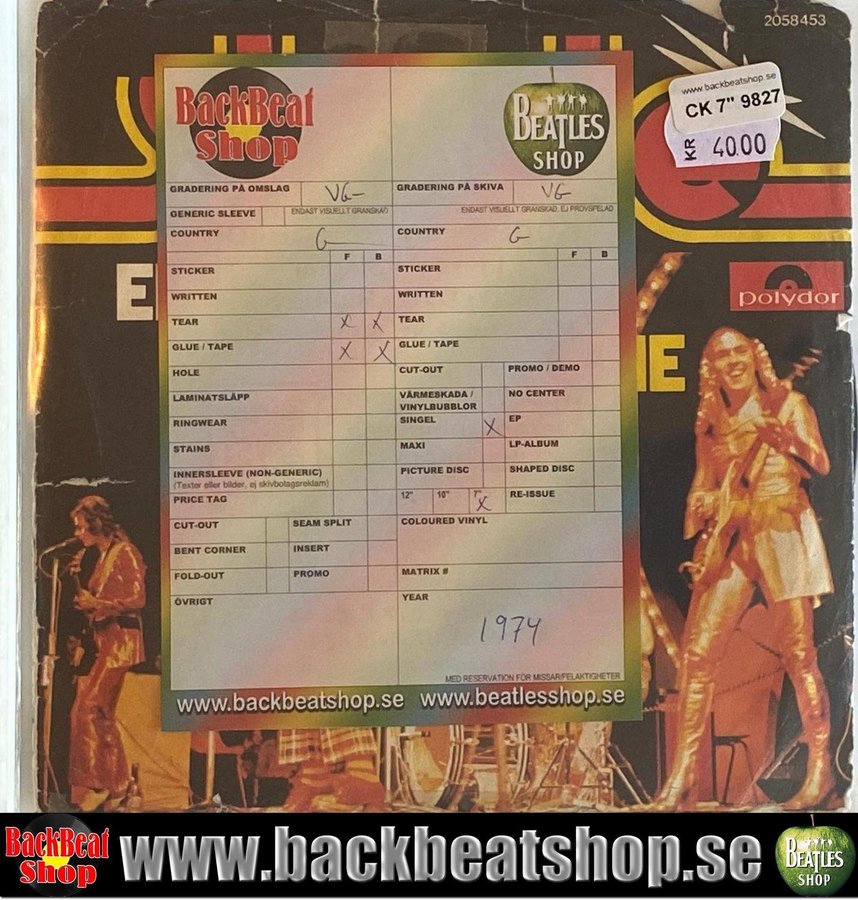 2058453
www.backbeatshop.se
CK 7" 9827
KR 40.00
BackBeat
Shop
BEATLES
SHOP
GRADERING PÅ OMSLAG VG-
GRADERING PÅ SKIVA VG
GENERIC SLEEVE ENDAST VISUELLT GRANSKAD
ENDAST VISUELLT GRANSKAD, EJ PROVSPELAD
COUNTRY G
COUNTRY G
F B
F B
STICKER
STICKER
WRITTEN
WRITTEN
TEAR X X
TEAR
GLUE / TAPE X X
GLUE / TAPE
HOLE
CUT-OUT PROMO / DEMO
LAMINATSLÄPP
VÄRMESKADA / NO CENTER
VINYLBUBBLOR
RINGWEAR
SINGEL X EP
STAINS
MAXI LP-ALBUM
INNERSLEEVE (NON-GENERIC)
(Texter eller bilder, ej skivbolagsreklam)
PICTURE DISC SHAPED DISC
PRICE TAG
12" 10" 7" X RE-ISSUE
CUT-OUT SEAM SPLIT
COLOURED VINYL
BENT CORNER INSERT
FOLD-OUT PROMO
MATRIX #
ÖVRIGT
YEAR
1974
MED RESERVATION FÖR MISSAR/FELAKTIGHETER
www.backbeatshop.se www.beatlesshop.se
polydor
BackBeat
Shop
www.backbeatshop.se
BEATLES
SHOP